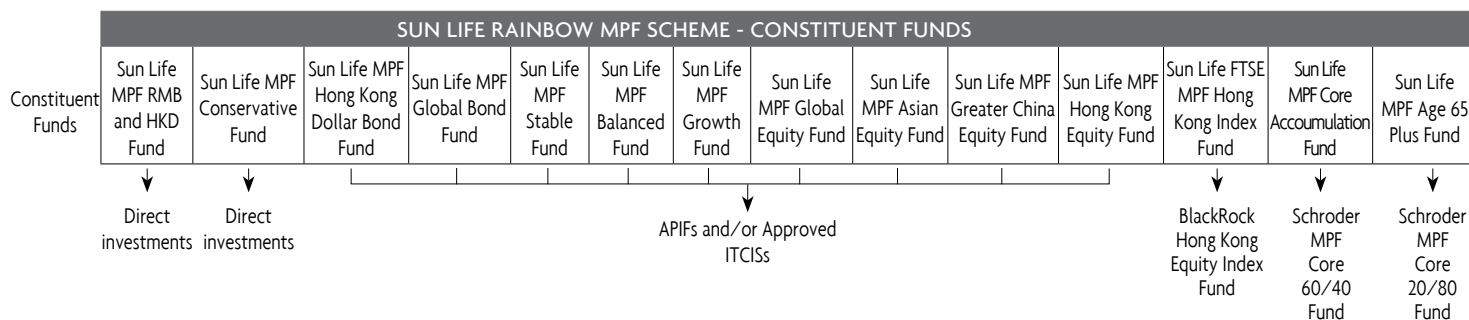 SUN LIFE RAINBOW MPF SCHEME - CONSTITUENT FUNDS
Constituent
Funds
Sun Life
MPF RMB
and HKD
Fund
Sun Life MPF
Conservative
Fund
Sun Life MPF
Hong Kong
Dollar Bond
Fund
Sun Life MPF
Global Bond
Fund
Sun Life
MPF
Stable
Fund
Sun Life
MPF
Balanced
Fund
Sun Life
MPF
Growth
Fund
Sun Life
MPF Global
Equity Fund
Sun Life
MPF Asian
Equity Fund
Sun Life MPF
Greater China
Equity Fund
Sun Life MPF
Hong Kong
Equity Fund
Sun Life FTSE
MPF Hong
Kong Index
Fund
Sun Life
MPF Core
Accoumulation
Fund
Sun Life
MPF Age 65
Plus Fund
Direct
investments
Direct
investments
APIFs and/or Approved
ITCISs
BlackRock
Hong Kong
Equity Index
Fund
Schroder
MPF
Core
60/40
Fund
Schroder
MPF
Core
20/80
Fund